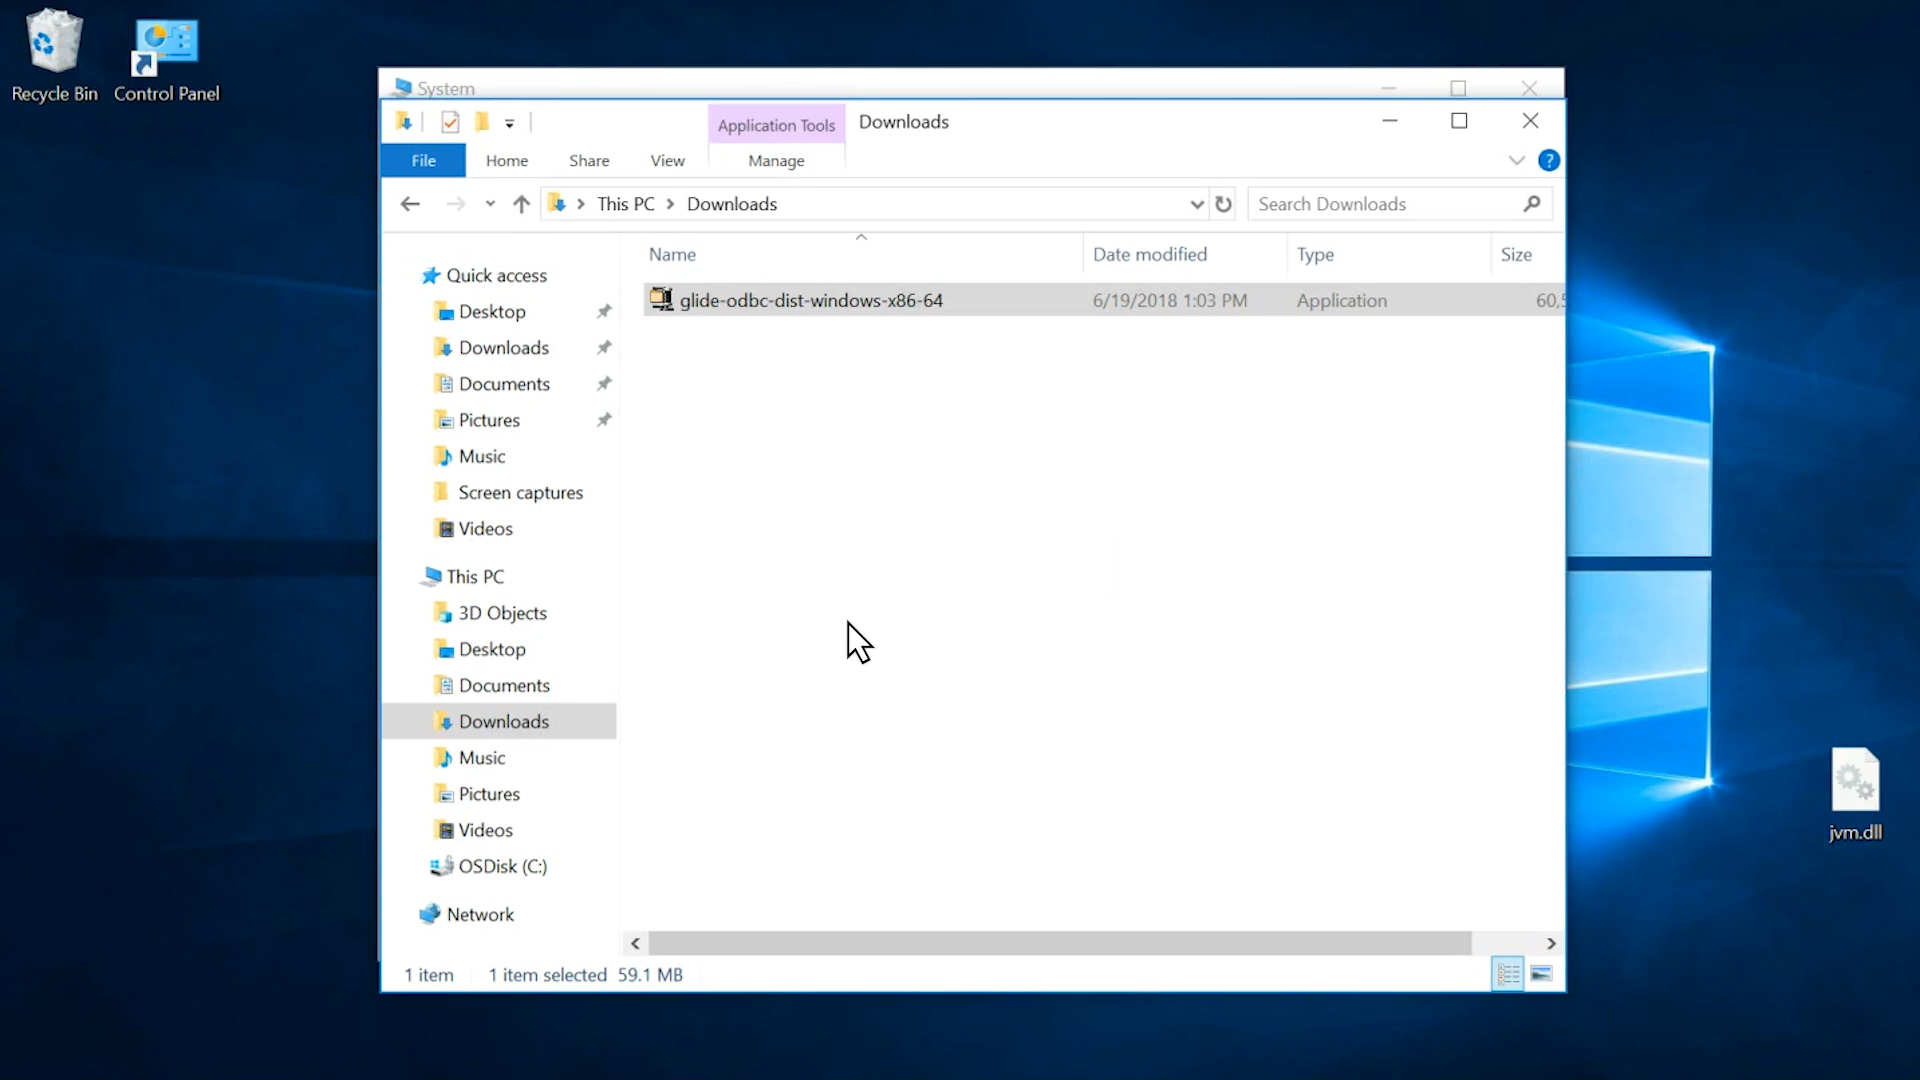 Recycle Bin
Control Panel
System
Application Tools
Downloads
File
Home
Share
View
Manage
This PC
Downloads
Search Downloads
Name
Date modified
Type
Size
glide-odbc-dist-windows-x86-64
6/19/2018 1:03 PM
Application
60,5
Quick access
Desktop
Downloads
Documents
Pictures
Music
Screen captures
Videos
This PC
3D Objects
Desktop
Documents
Downloads
Music
Pictures
Videos
OSDisk (C:)
Network
1 item
1 item selected 59.1 MB
jvm.dll